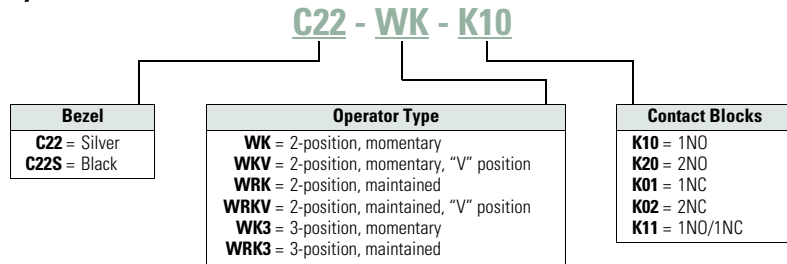 C22 - WK - K10
Bezel
C22 = Silver
C22S = Black
Operator Type
WK = 2-position, momentary
WKV = 2-position, momentary, “V” position
WRK = 2-position, maintained
WRKV = 2-position, maintained, “V” position
WK3 = 3-position, momentary
WRK3 = 3-position, maintained
Contact Blocks
K10 = 1NO
K20 = 2NO
K01 = 1NC
K02 = 2NC
K11 = 1NO/1NC